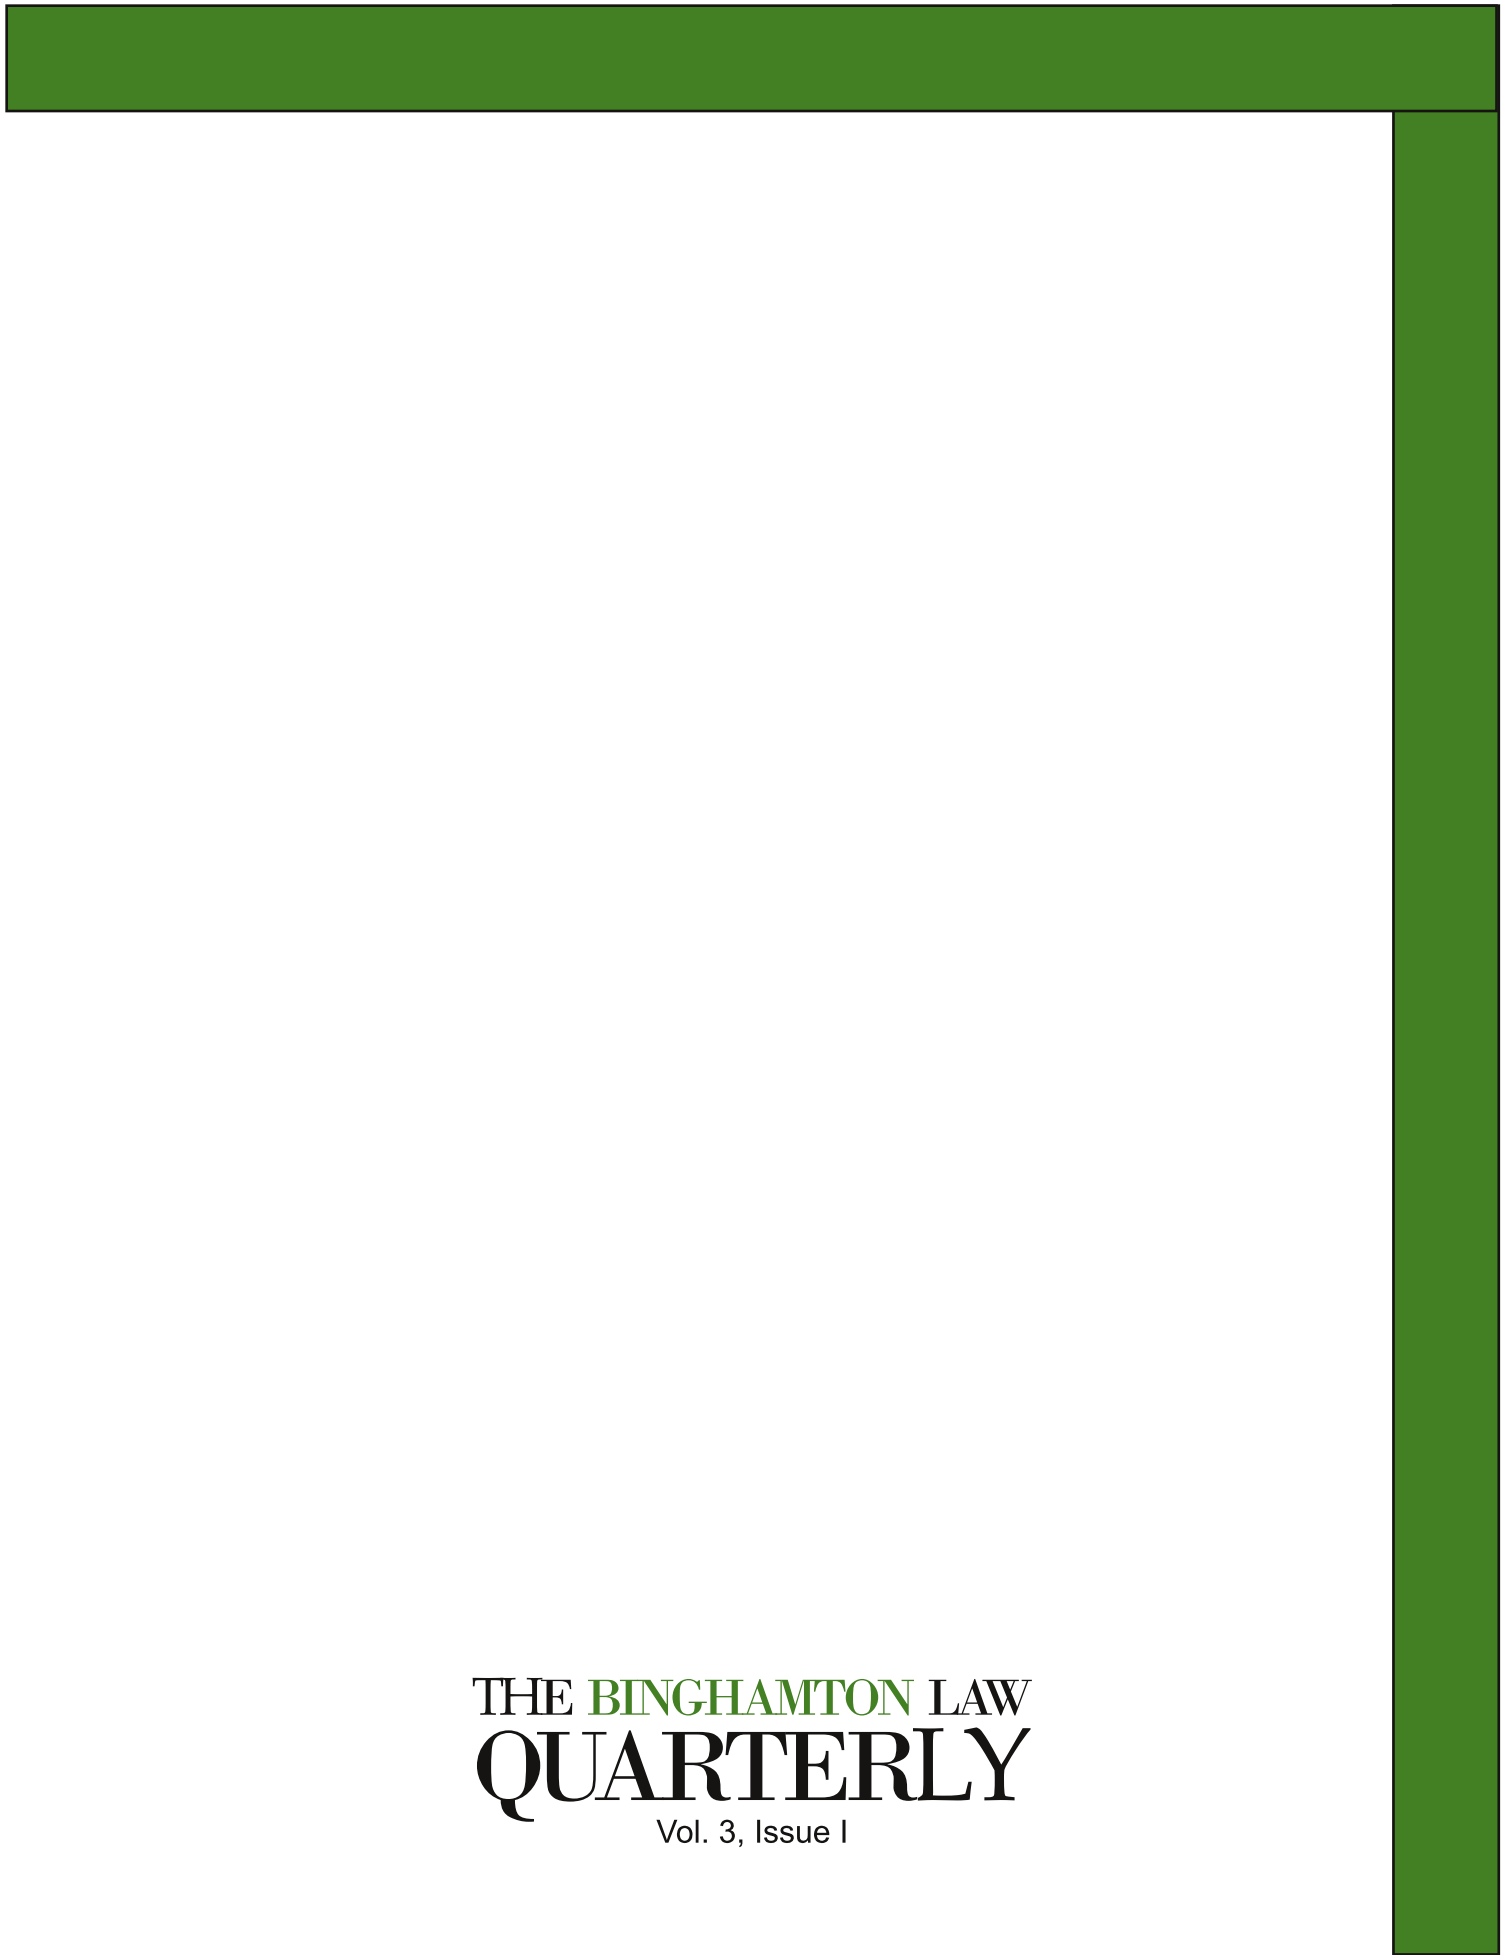 THE BINGHAMTON LAW
QUARTERLY
Vol. 3, Issue I